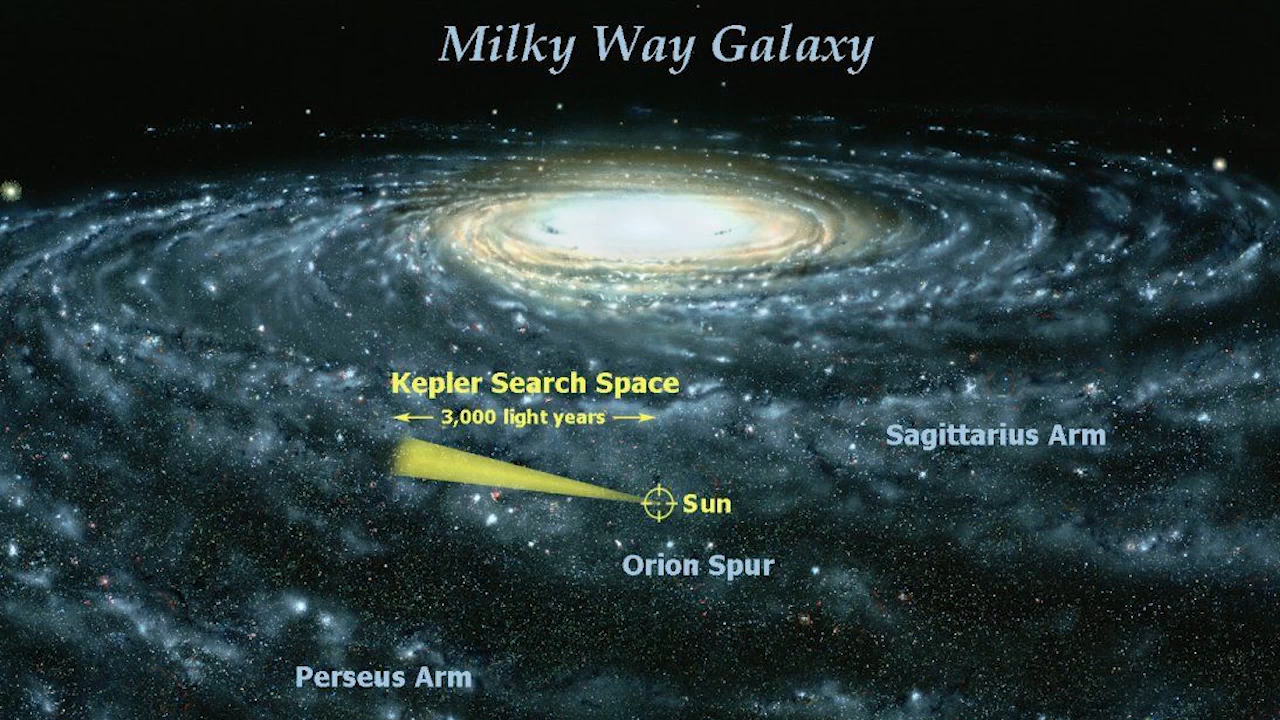 Milky Way Galaxy
Kepler Search Space
3,000 light years
Sagittarius Arm
Sun
Orion Spur
Perseus Arm